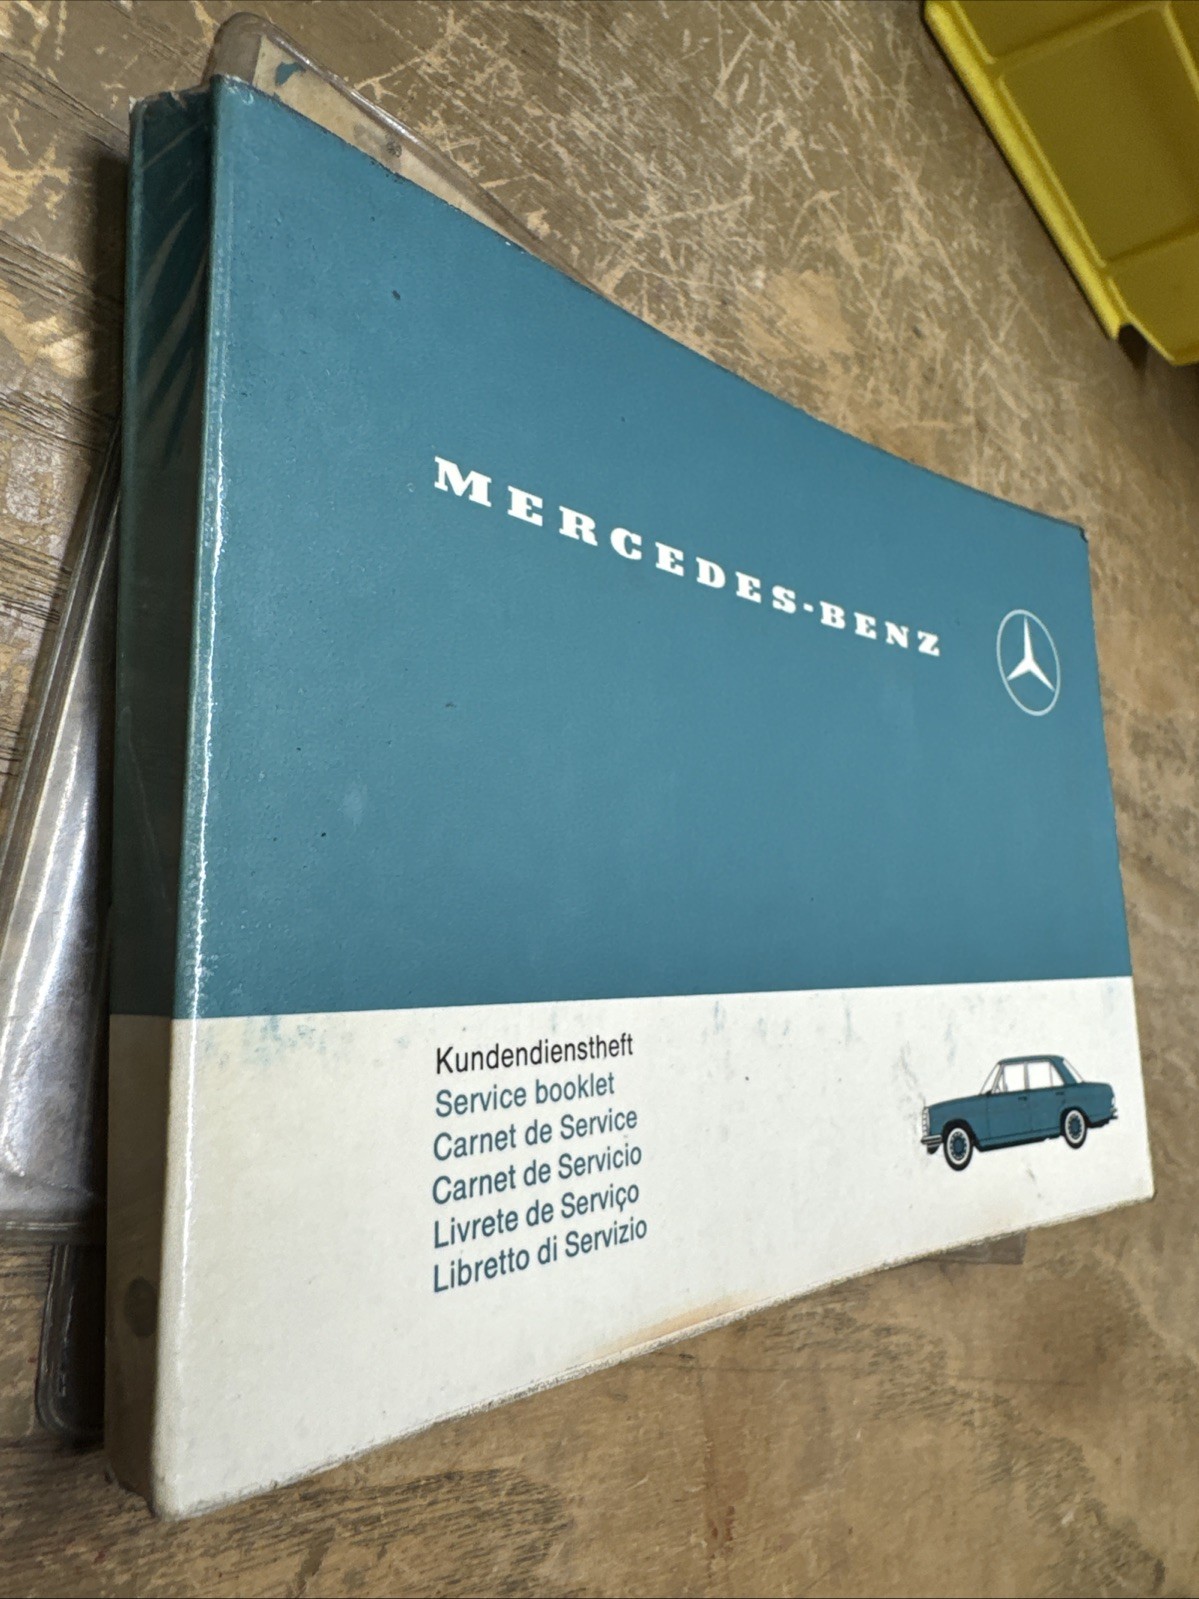 MERCEDES-BENZ
Kundendienstheft
Service booklet
Carnet de Service
Carnet de Servicio
Livrete de Serviço
Libretto di Servizio